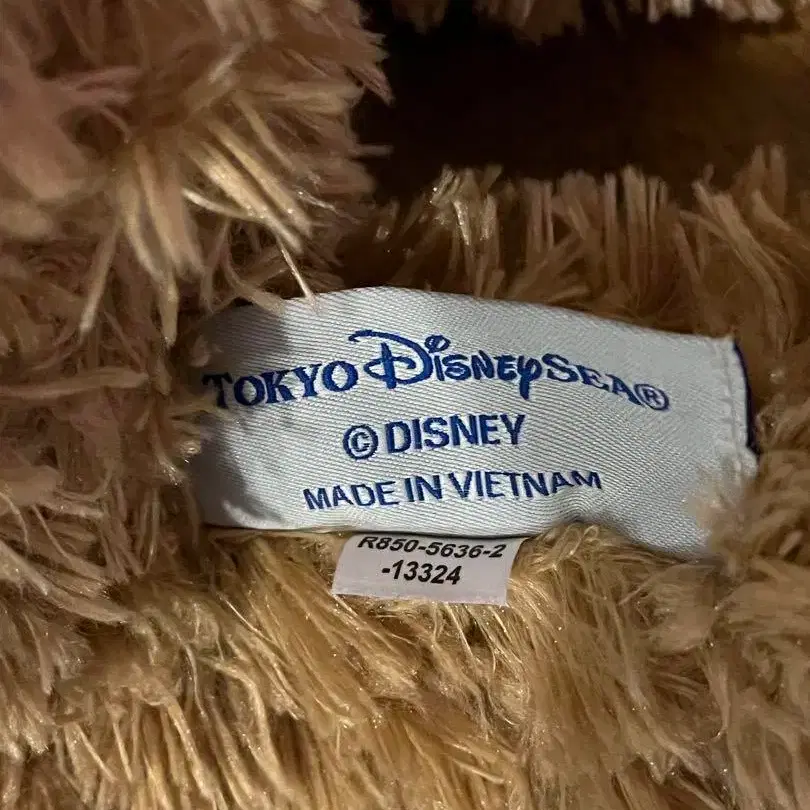 TOKYO DISNEYSEA®
© DISNEY
MADE IN VIETNAM
R850-5636-2
-13324